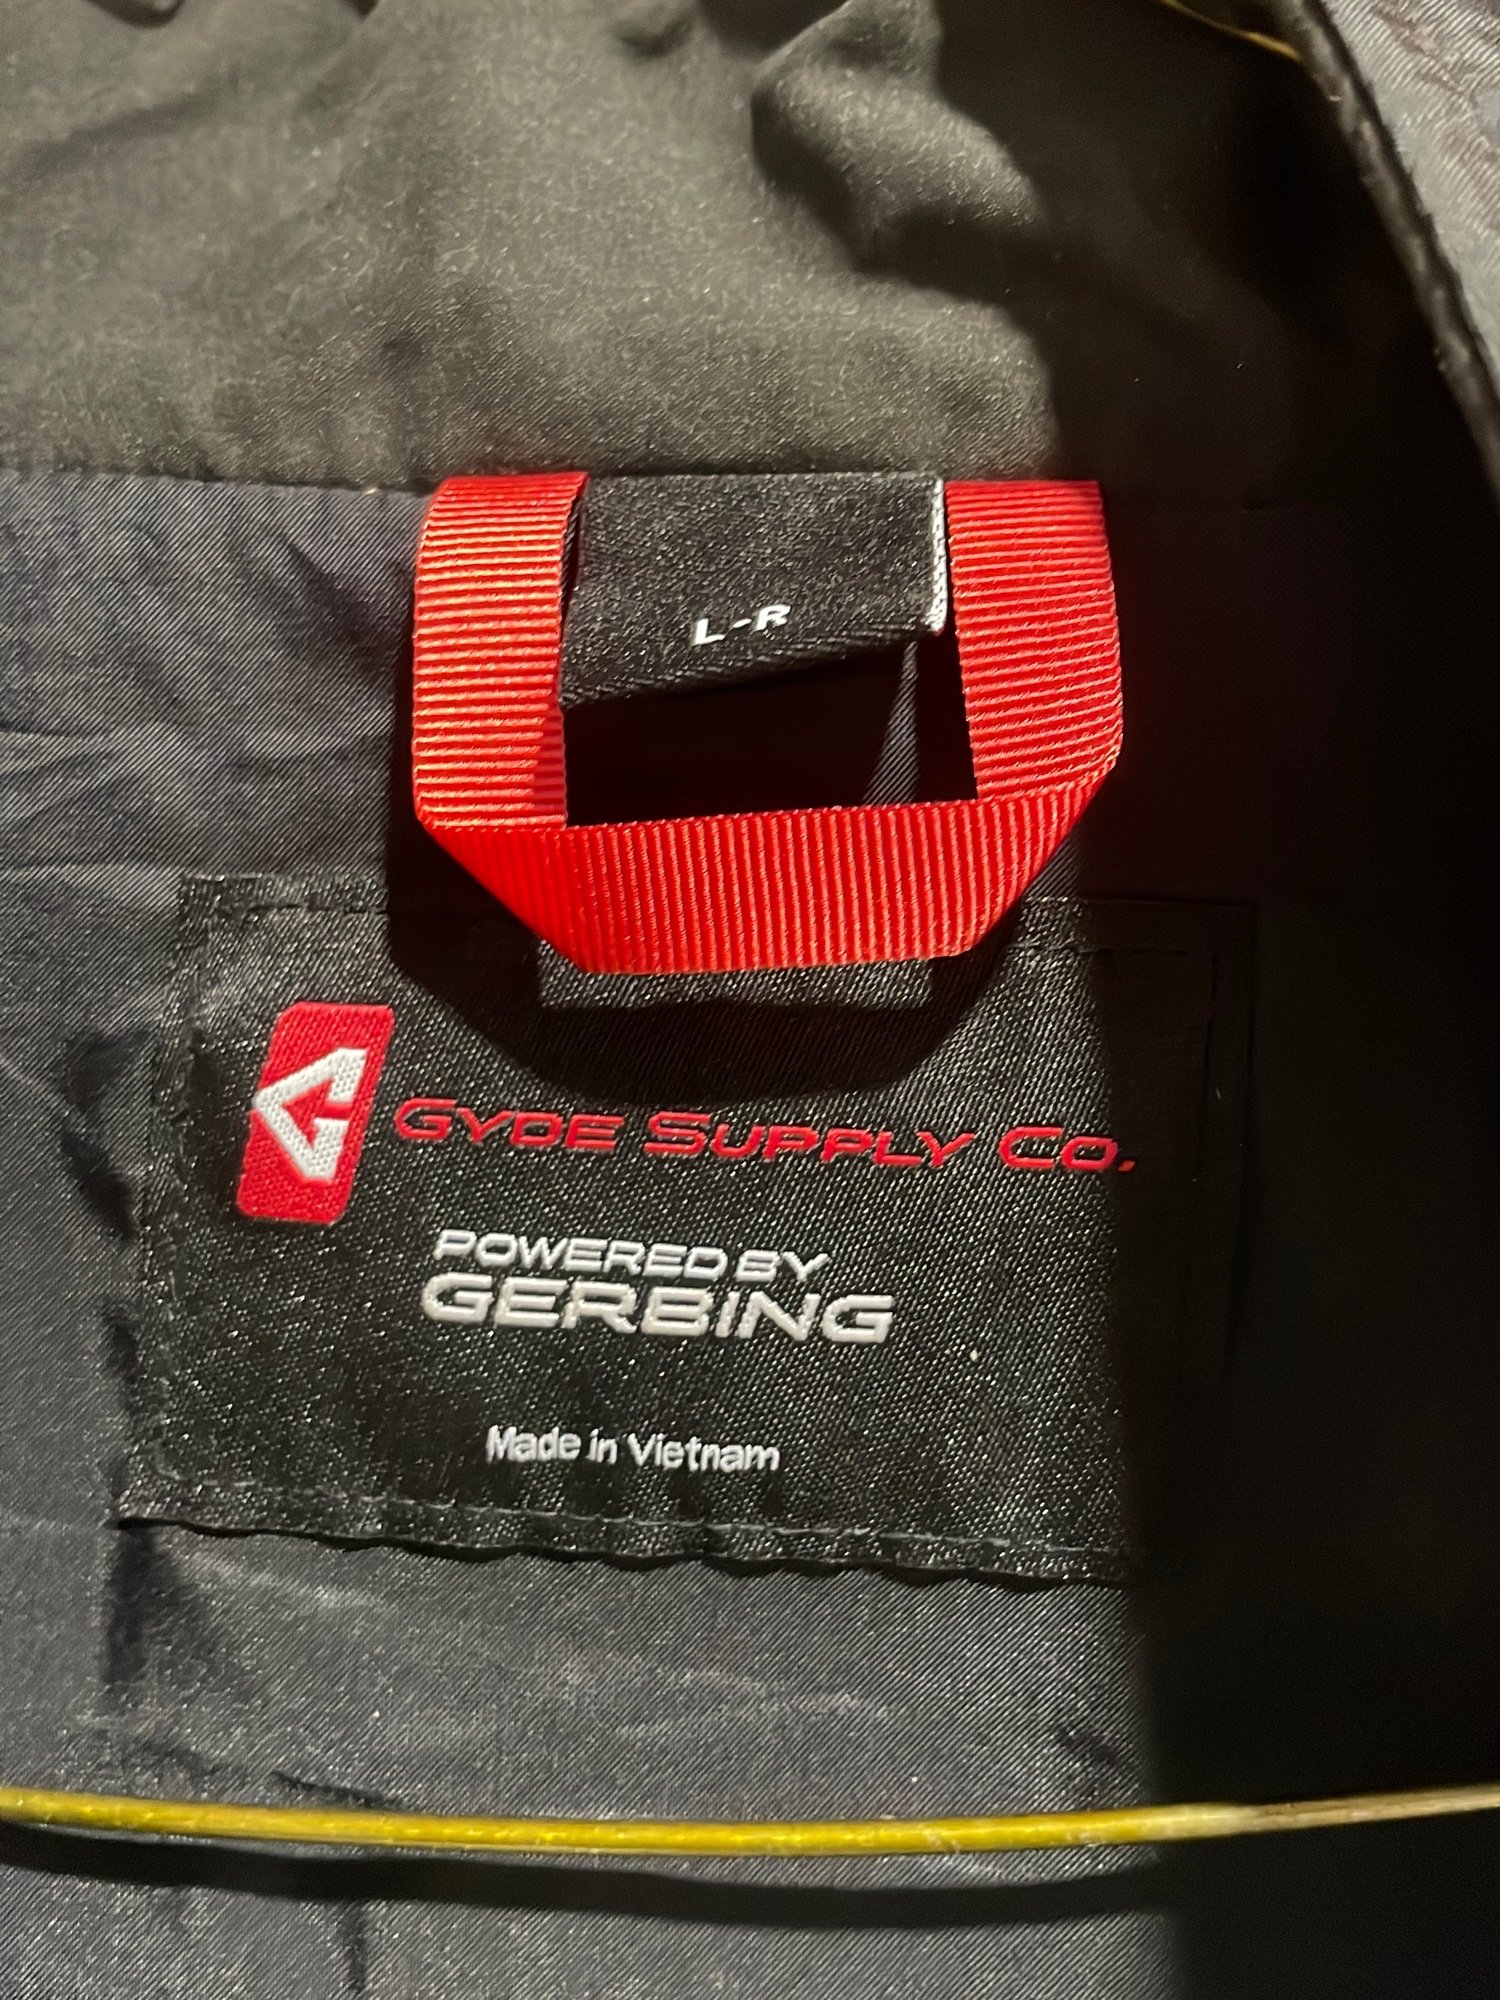 L-R
GYDE SUPPLY CO.
POWERED BY
GERBING
Made in Vietnam